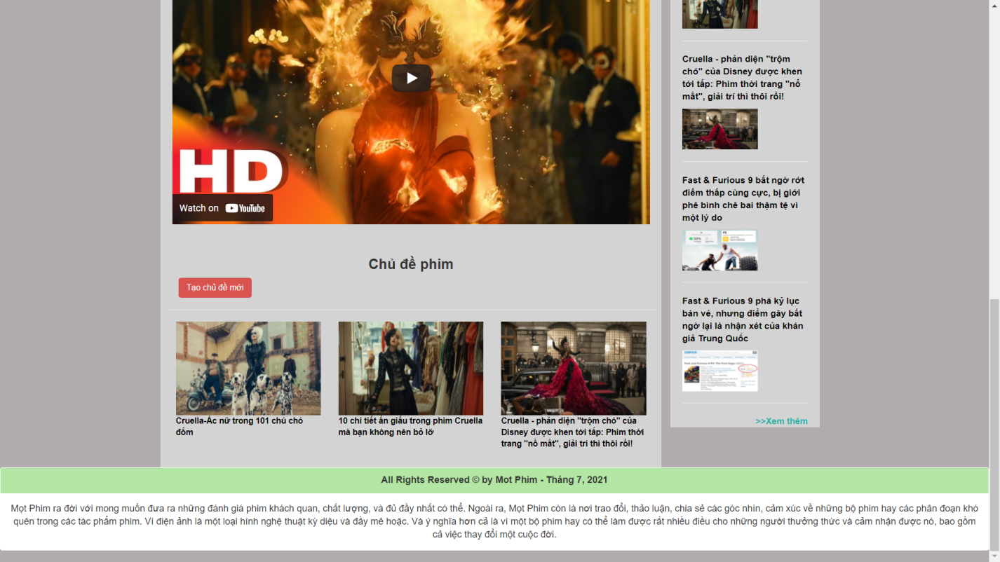 HD
Watch on YouTube
Chủ đề phim
Tạo chủ đề mới
Cruella-Ác nữ trong 101 chú chó
đốm
10 chi tiết ẩn giấu trong phim Cruella
mà bạn không nên bỏ lỡ
Cruella - phản diện "trộm chó" của
Disney được khen tới tấp: Phim thời
trang "nổ mắt", giải trí thì thôi rồi!
Cruella - phản diện "trộm
chó" của Disney được khen
tới tấp: Phim thời trang "nổ
mắt", giải trí thì thôi rồi!
Fast & Furious 9 bất ngờ rớt
điểm thấp cùng cực, bị giới
phê bình chê bai thậm tệ vì
một lý do
Fast & Furious 9 phá kỷ lục
bán vé, nhưng điểm gây bất
ngờ lại là nhận xét của khán
giả Trung Quốc
>>Xem thêm
All Rights Reserved © by Mot Phim - Tháng 7, 2021
Mọt Phim ra đời với mong muốn đưa ra những đánh giá phim khách quan, chất lượng, và đủ đầy nhất có thể. Ngoài ra, Mọt Phim còn là nơi trao đổi, thảo luận, chia sẻ các góc nhìn, cảm xúc về những bộ phim hay các phân đoạn khó
quên trong các tác phẩm phim. Vì điện ảnh là một loại hình nghệ thuật kỳ diệu và đầy mê hoặc. Và ý nghĩa hơn cả là vì một bộ phim hay có thể làm được rất nhiều điều cho những người thưởng thức và cảm nhận được nó, bao gồm
cả việc thay đổi một cuộc đời.